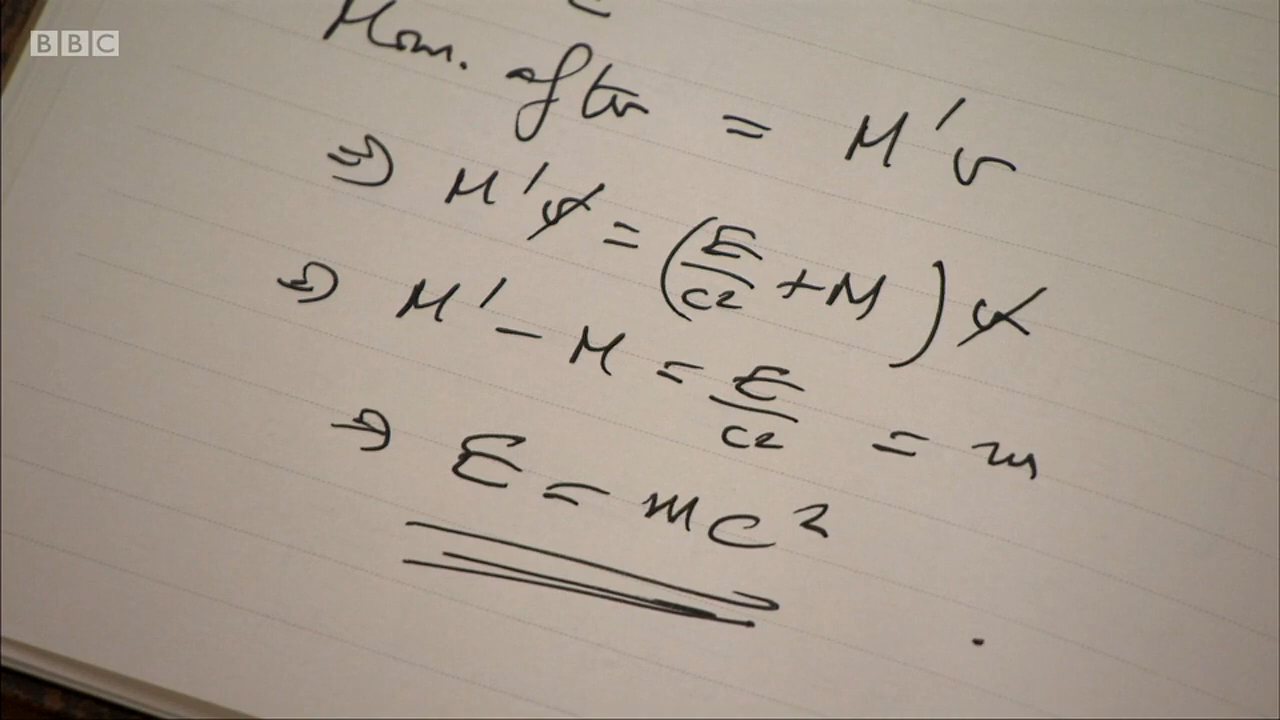 BBC
Mom. after = M'v
⇒ M'v = (E/c2 + M) v
⇒ M' - M = E/c2 = m
⇒ E = mc²